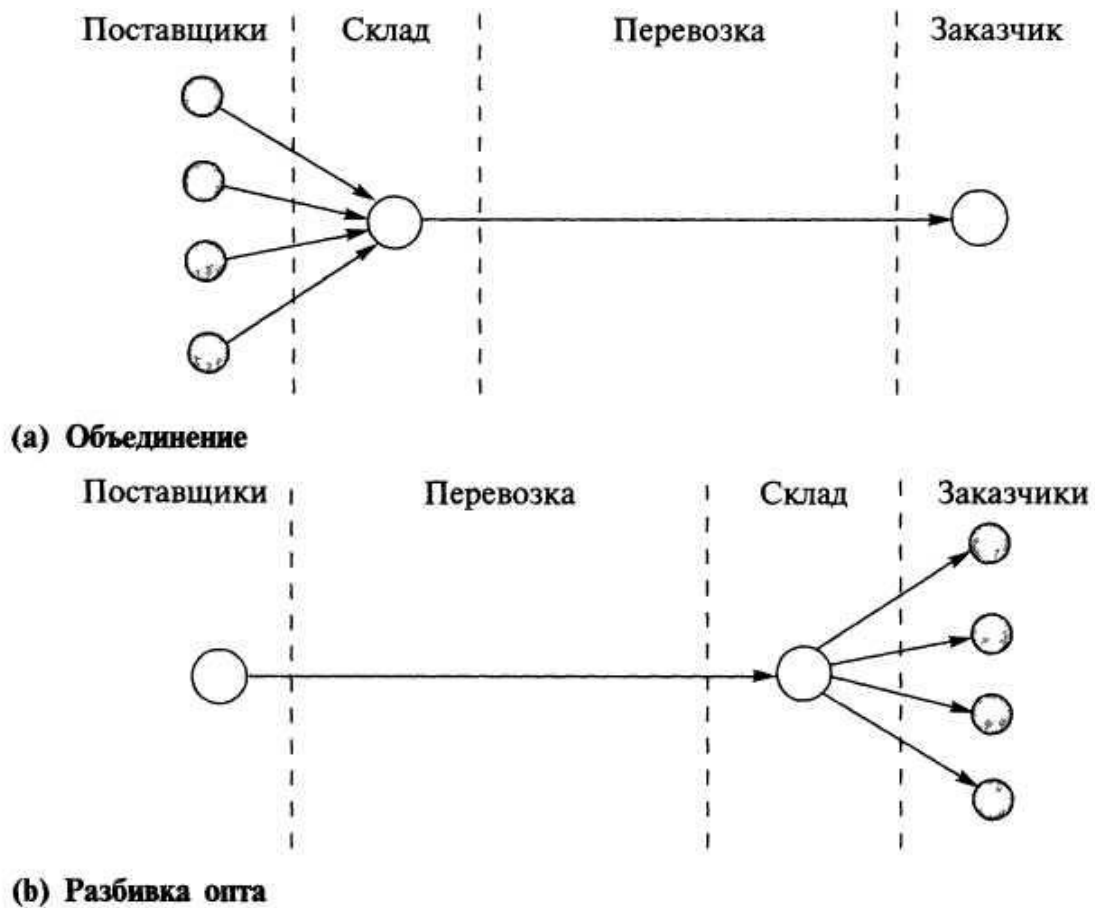 Поставщики Склад Перевозка Заказчик
(a) Объединение
Поставщики Перевозка Склад Заказчики
(b) Разбивка опта